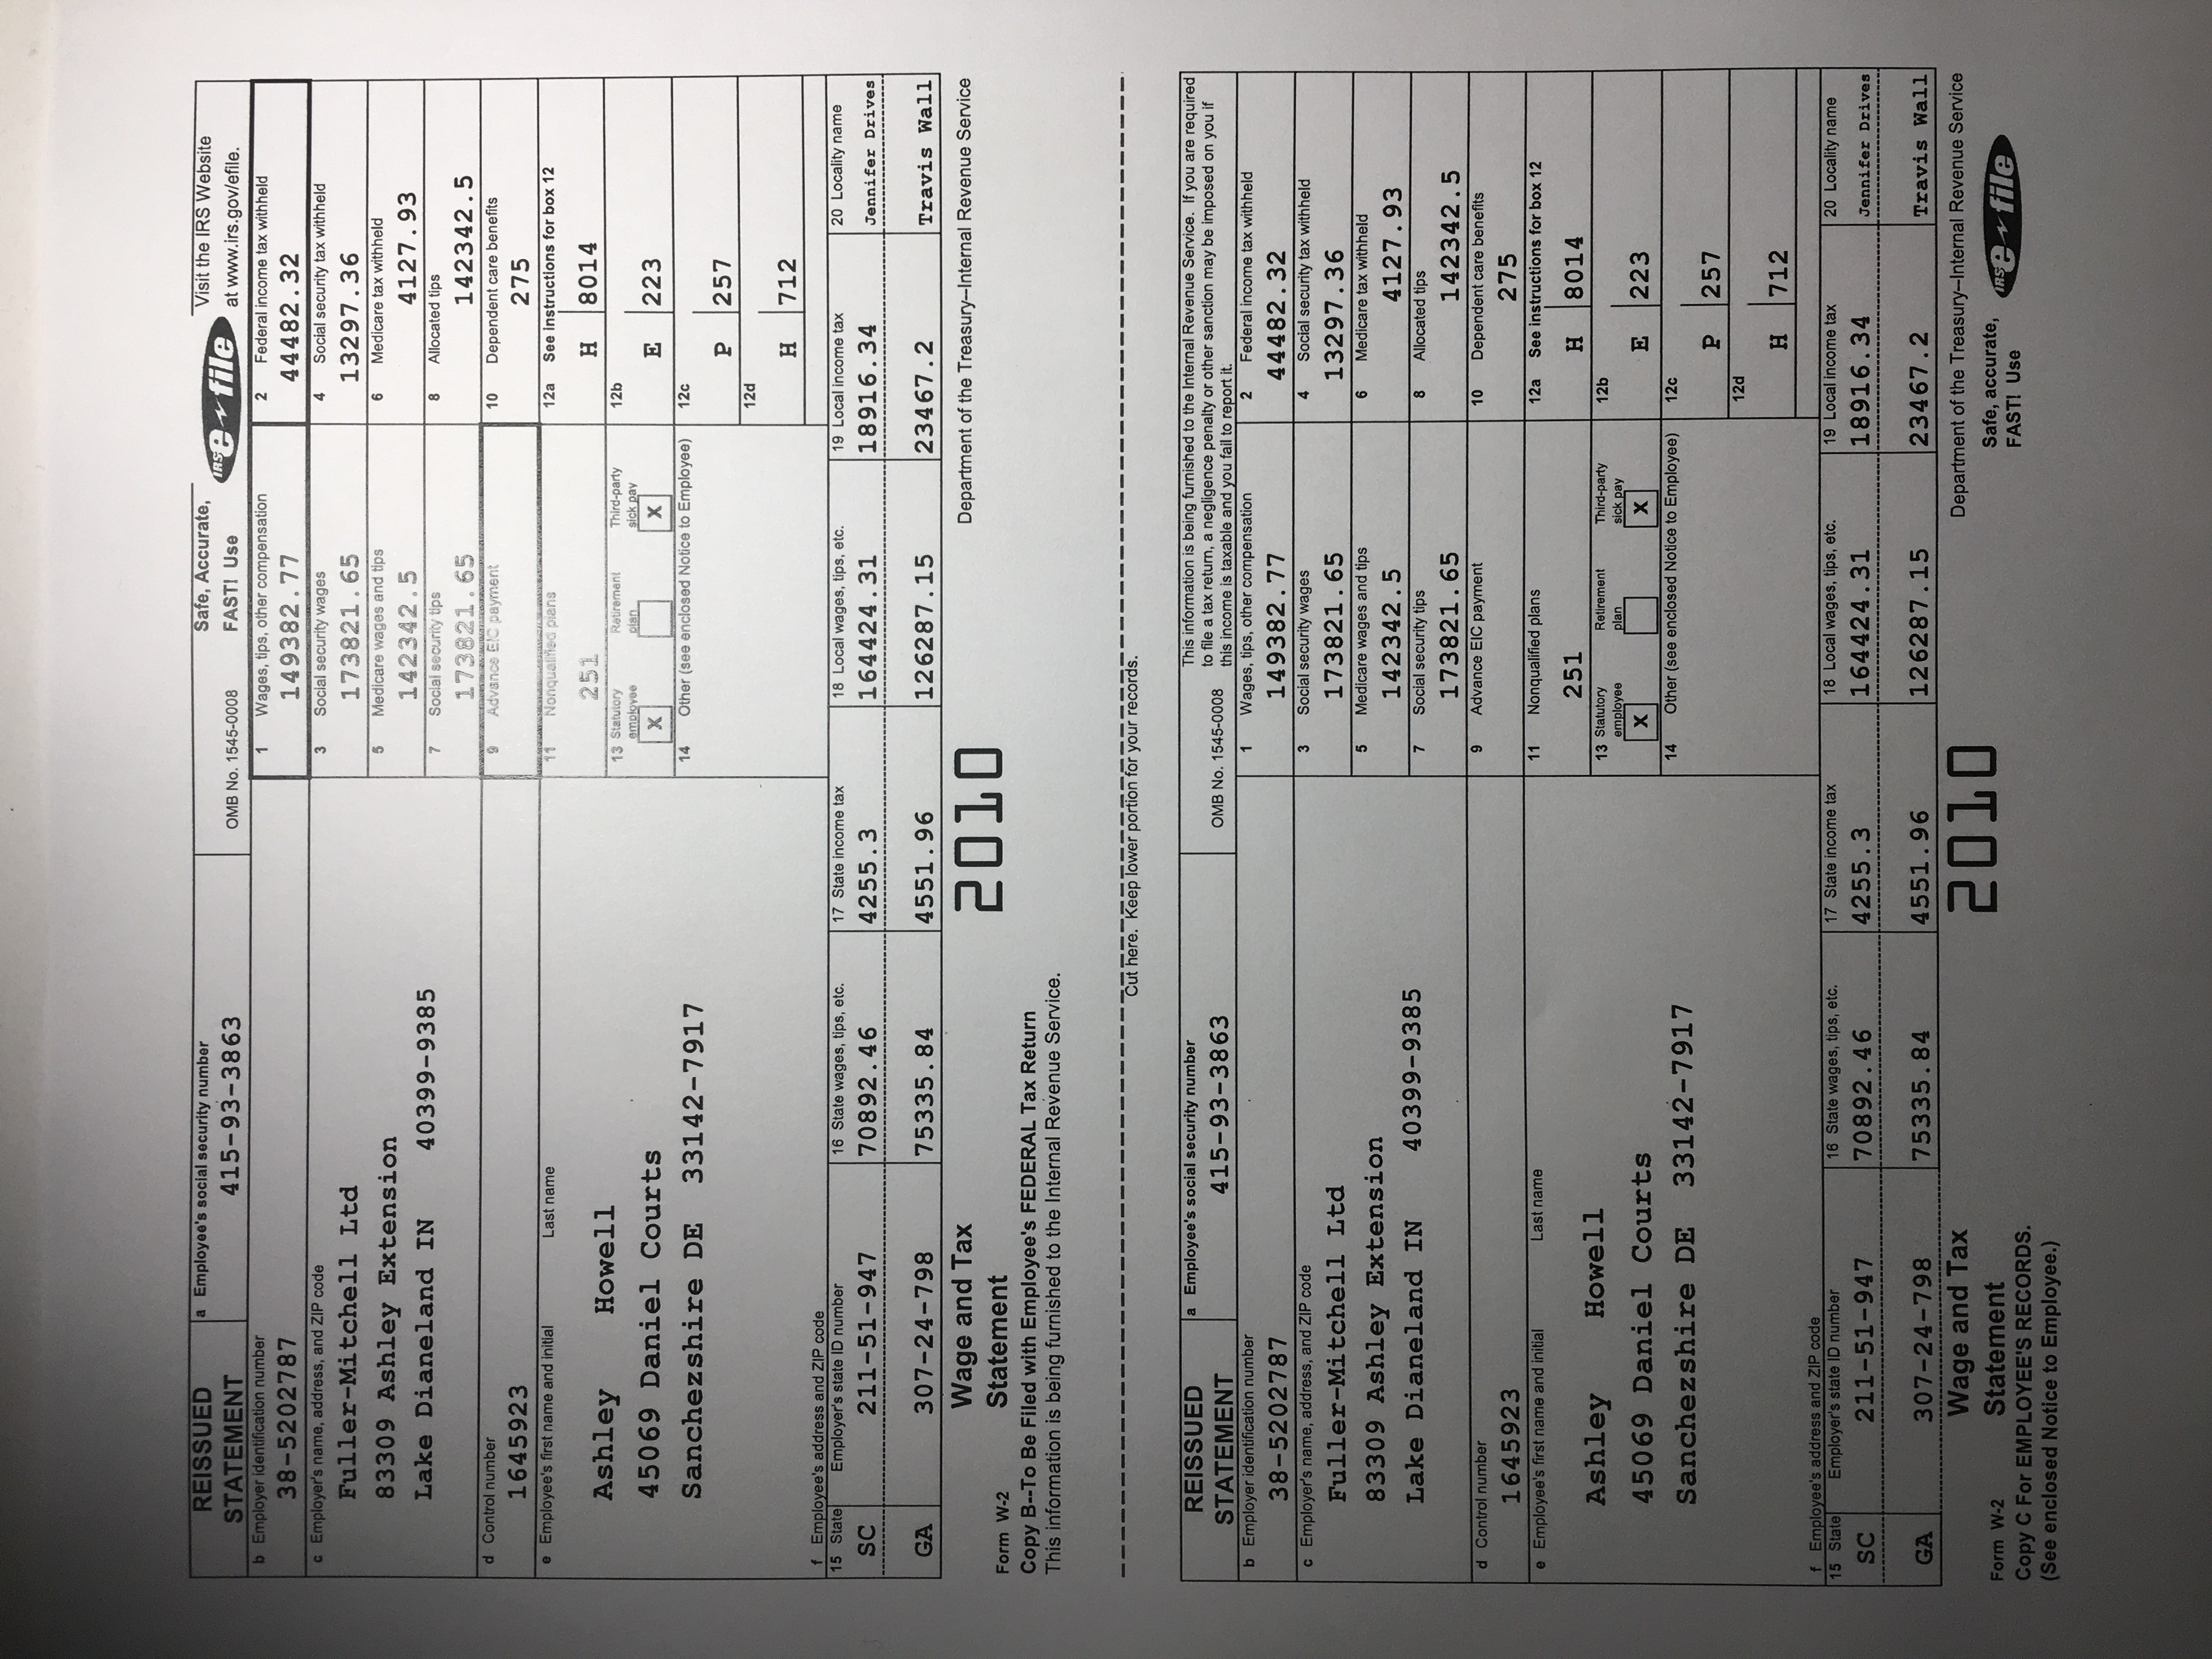 REISSUED STATEMENT
a Employee's social security number
415-93-3863
OMB No. 1545-0008
Safe, Accurate, FAST! Use
IRS e-file
Visit the IRS Website at www.irs.gov/efile.
b Employer identification number
38-5202787
1 Wages, tips, other compensation
149382.77
2 Federal income tax withheld
44482.32
c Employer's name, address, and ZIP code
Fuller-Mitchell Ltd
83309 Ashley Extension
Lake Dianeland IN 40399-9385
3 Social security wages
173821.65
4 Social security tax withheld
13297.36
5 Medicare wages and tips
142342.5
6 Medicare tax withheld
4127.93
7 Social security tips
173821.65
8 Allocated tips
142342.5
d Control number
1645923
9 Advance EIC payment
10 Dependent care benefits
275
e Employee's first name and initial Last name
Ashley Howell
45069 Daniel Courts
Sanchezshire DE 33142-7917
11 Nonqualified plans
251
12a See instructions for box 12
H 8014
13 Statutory employee Retirement plan Third-party sick pay
X X
12b
E 223
14 Other (see enclosed Notice to Employee)
12c
P 257
12d
H 712
f Employee's address and ZIP code
15 State Employer's state ID number 16 State wages, tips, etc. 17 State income tax 18 Local wages, tips, etc. 19 Local income tax 20 Locality name
SC 211-51-947 70892.46 4255.3 164424.31 18916.34 Jennifer Drives
GA 307-24-798 75335.84 4551.96 126287.15 23467.2 Travis Wall
Form W-2 Wage and Tax Statement
2010
Department of the Treasury--Internal Revenue Service
Copy B--To Be Filed with Employee's FEDERAL Tax Return
This information is being furnished to the Internal Revenue Service.
Cut here. Keep lower portion for your records.
REISSUED STATEMENT
a Employee's social security number
415-93-3863
OMB No. 1545-0008
This information is being furnished to the Internal Revenue Service. If you are required
to file a tax return, a negligence penalty or other sanction may be imposed on you if
this income is taxable and you fail to report it.
b Employer identification number
38-5202787
1 Wages, tips, other compensation
149382.77
2 Federal income tax withheld
44482.32
c Employer's name, address, and ZIP code
Fuller-Mitchell Ltd
83309 Ashley Extension
Lake Dianeland IN 40399-9385
3 Social security wages
173821.65
4 Social security tax withheld
13297.36
5 Medicare wages and tips
142342.5
6 Medicare tax withheld
4127.93
7 Social security tips
173821.65
8 Allocated tips
142342.5
d Control number
1645923
9 Advance EIC payment
10 Dependent care benefits
275
e Employee's first name and initial Last name
Ashley Howell
45069 Daniel Courts
Sanchezshire DE 33142-7917
11 Nonqualified plans
251
12a See instructions for box 12
H 8014
13 Statutory employee Retirement plan Third-party sick pay
X X
12b
E 223
14 Other (see enclosed Notice to Employee)
12c
P 257
12d
H 712
f Employee's address and ZIP code
15 State Employer's state ID number 16 State wages, tips, etc. 17 State income tax 18 Local wages, tips, etc. 19 Local income tax 20 Locality name
SC 211-51-947 70892.46 4255.3 164424.31 18916.34 Jennifer Drives
GA 307-24-798 75335.84 4551.96 126287.15 23467.2 Travis Wall
Form W-2 Wage and Tax Statement
2010
Department of the Treasury--Internal Revenue Service
Copy C For EMPLOYEE'S RECORDS.
(See enclosed Notice to Employee.)
Safe, accurate, FAST! Use
IRS e-file